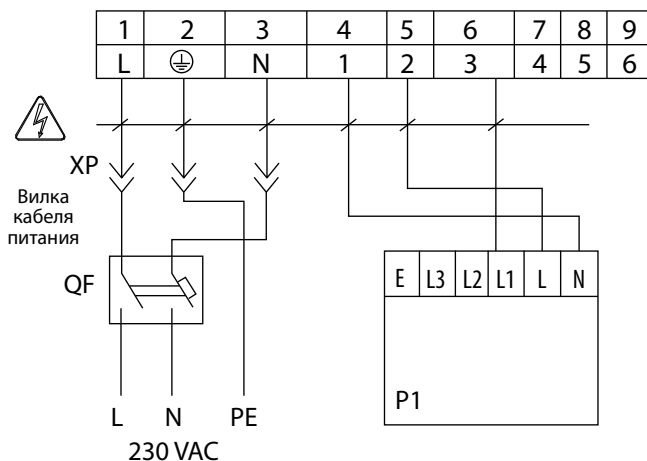 1 2 3 4 5 6 7 8 9
L N 1 2 3 4 5 6
XP
Вилка
кабеля
питания
QF
E L3 L2 L1 L N
P1
L N PE
230 VAC